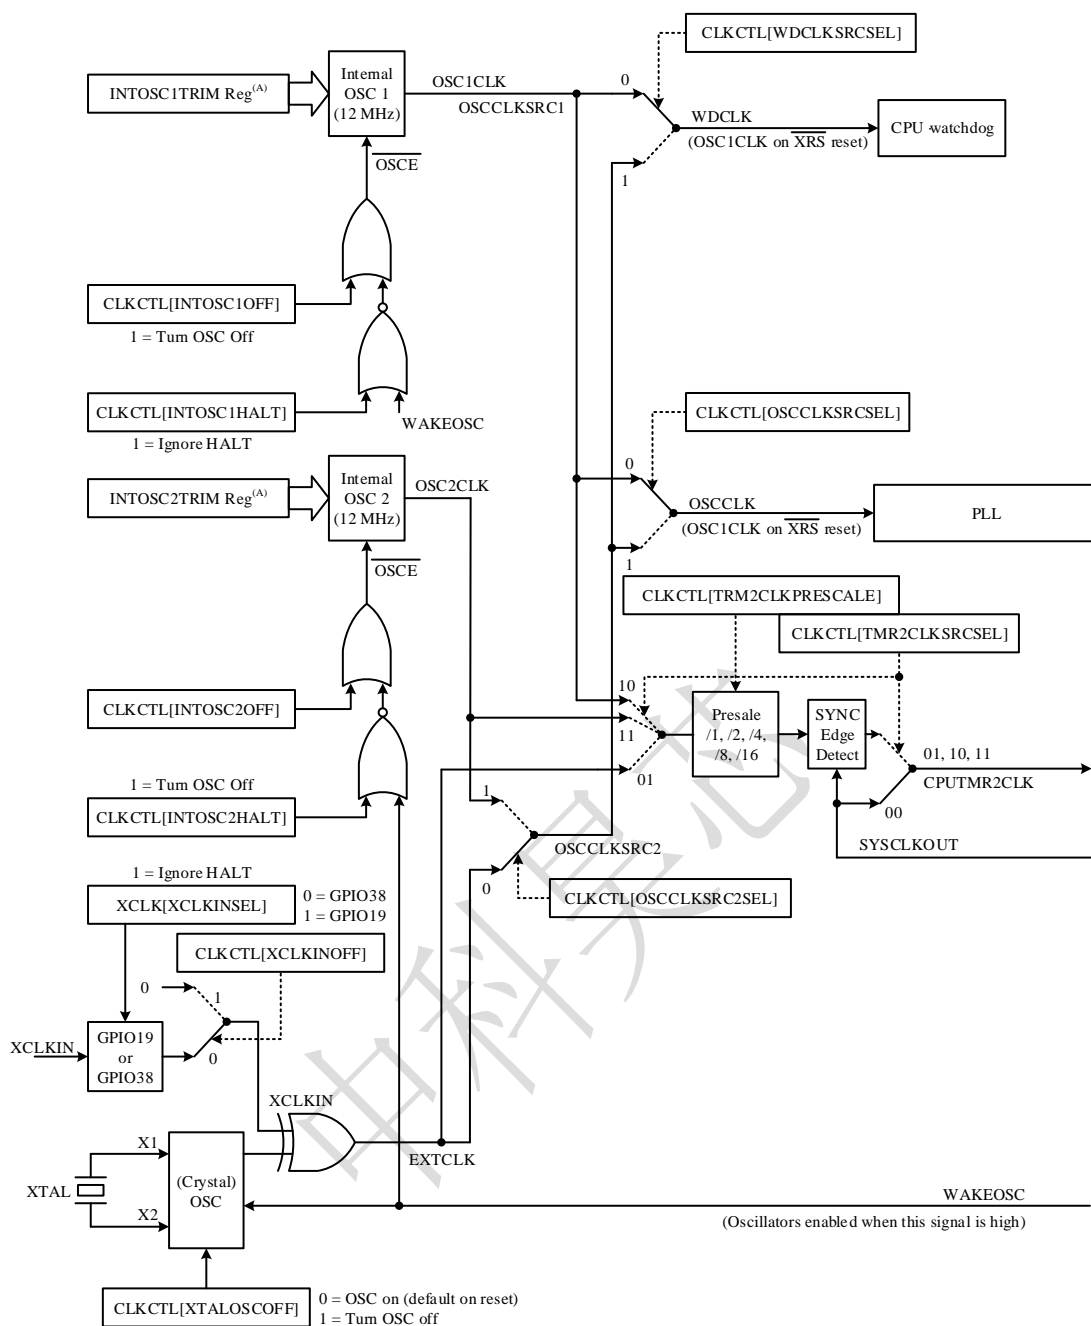 CLKCTL[WDCLKSRCSEL]
INTOSC1TRIM Reg(A)
Internal
OSC 1
(12 MHz)
OSC1CLK
OSCCLKSRC1
0
WDCLK
(OSC1CLK on XRS reset)
CPU-watchdog
1
OSCE
CLKCTL[INTOSC1OFF]
1 = Turn OSC Off
CLKCTL[INTOSC1HALT]
1 = Ignore HALT
WAKEOSC
CLKCTL[OSCCLKSRCSEL]
INTOSC2TRIM Reg(A)
Internal
OSC 2
(12 MHz)
OSC2CLK
0
OSCCLK
(OSC1CLK on XRS reset)
PLL
1
OSCE
CLKCTL[TRM2CLKPRESCALE]
CLKCTL[TMR2CLKSRCSEL]
CLKCTL[INTOSC2OFF]
1 = Turn OSC Off
CLKCTL[INTOSC2HALT]
1 = Ignore HALT
10
11
01
Presale
/1, /2, /4,
/8, /16
SYNC
Edge
Detect
01, 10, 11
CPUTMR2CLK
00
SYSCLKOUT
1
OSCCLKSRC2
0
CLKCTL[OSCCLKSRC2SEL]
XCLK[XCLKINSEL]
0 = GPIO38
1 = GPIO19
CLKCTL[XCLKINOFF]
0
1
XCLKIN
GPIO19
or
GPIO38
0
XCLKIN
EXTCLK
XTAL
X1
X2
(Crystal)
OSC
WAKEOSC
(Oscillators enabled when this signal is high)
CLKCTL[XTALOSCOFF]
0 = OSC on (default on reset)
1 = Turn OSC off
中科昊芯